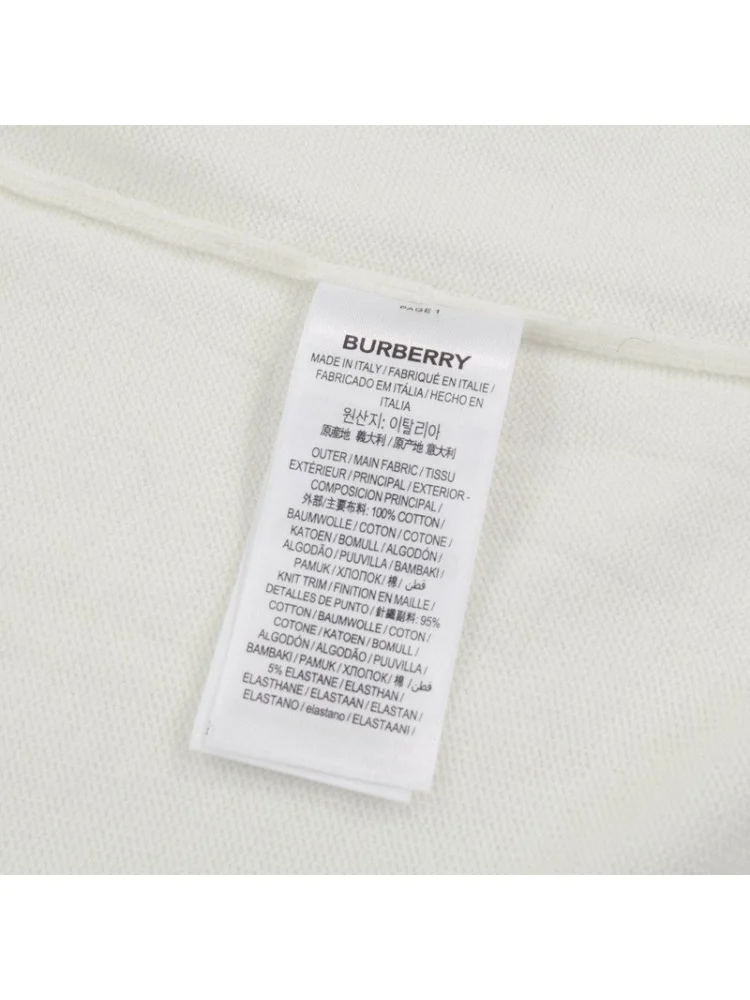 PAGE 1
BURBERRY
MADE IN ITALY / FABRIQUÉ EN ITALIE /
FABRICADO EM ITÁLIA / HECHO EN
ITALIA
원산지: 이탈리아
原産地 義大利 / 原产地 意大利
OUTER / MAIN FABRIC / TISSU
EXTÉRIEUR / PRINCIPAL / EXTERIOR -
COMPOSICION PRINCIPAL /
外部/主要布料: 100% COTTON /
BAUMWOLLE / COTON / COTONE /
KATOEN / BOMULL / ALGODÓN /
ALGODÃO / PUUVILLA / BAMBAKI /
PAMUK / ХЛОПОК / 棉 / قطن /
KNIT TRIM / FINITION EN MAILLE /
DETALLES DE PUNTO / 針織副料: 95%
COTTON / BAUMWOLLE / COTON /
COTONE / KATOEN / BOMULL /
ALGODÓN / ALGODÃO / PUUVILLA /
BAMBAKI / PAMUK / ХЛОПОК / 棉 / قطن /
5% ELASTANE / ELASTHAN /
ELASTHANE / ELASTAAN / ELASTAN /
ELASTANO / elastano / ELASTAANI /